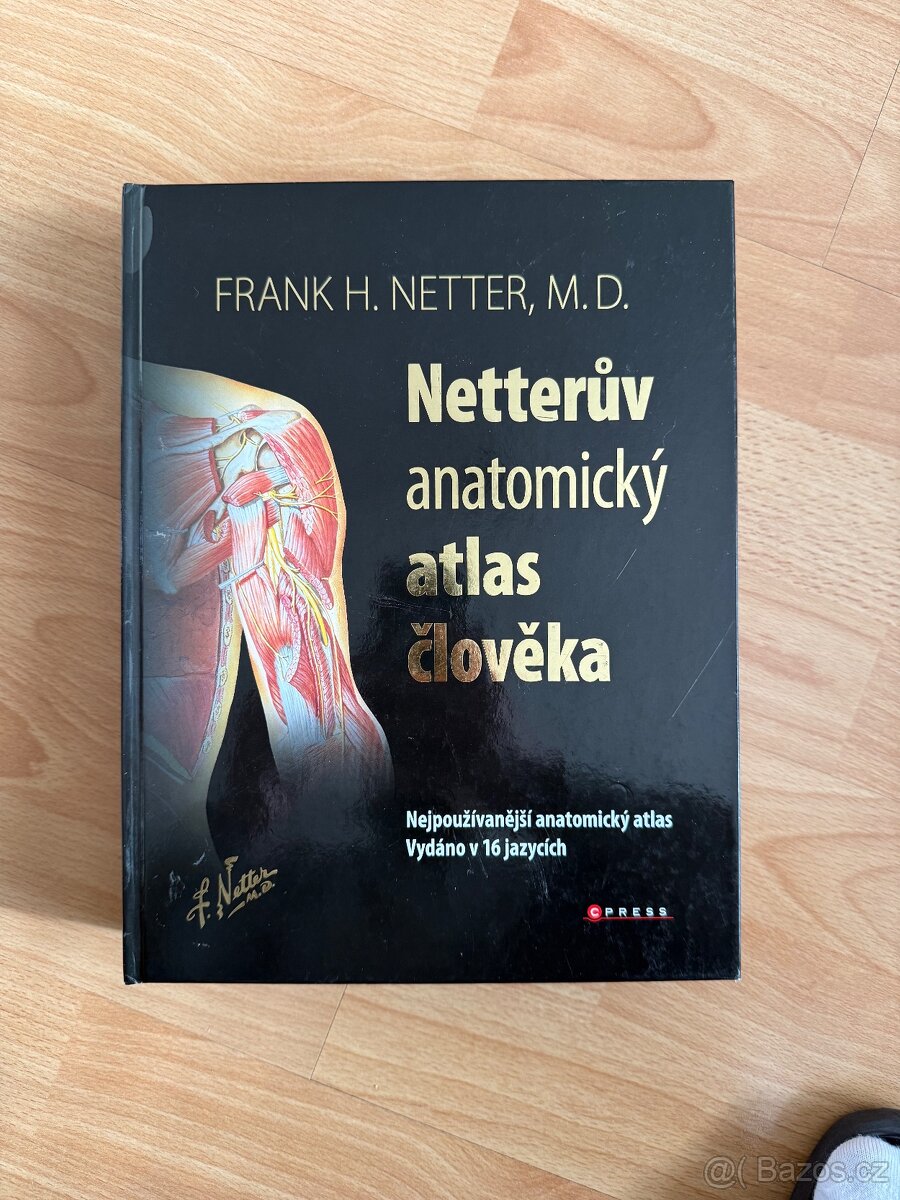 FRANK H. NETTER, M.D.
Netterův
anatomický
atlas
člověka
Nejpoužívanější anatomický atlas
Vydáno v 16 jazycích
F. Netter
M.D.
CPRESS
@( Bazos.cz